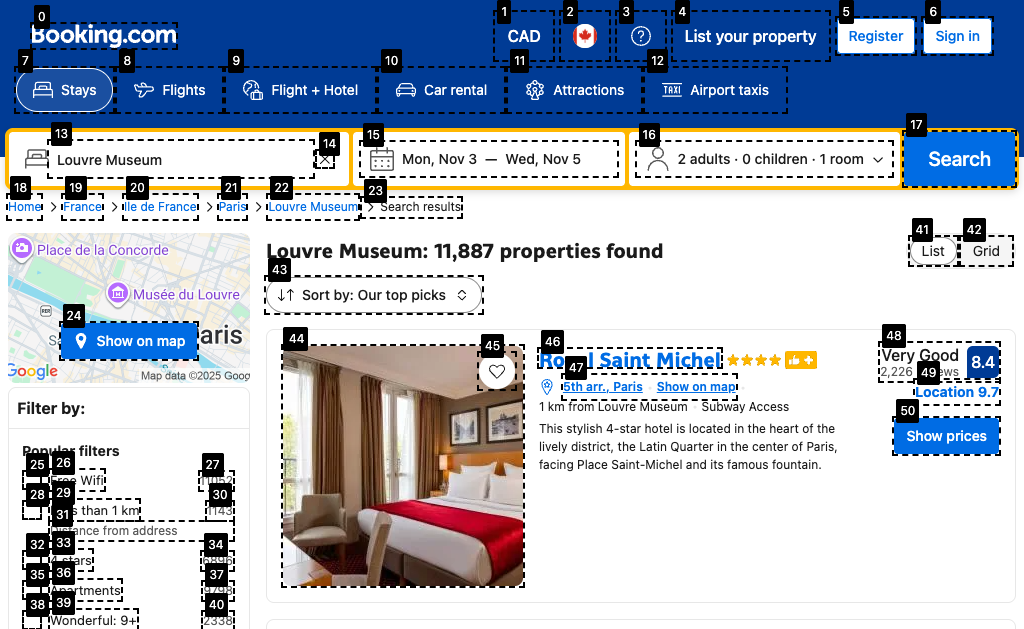 Booking.com
CAD
List your property
Register
Sign in
Stays
Flights
Flight + Hotel
Car rental
Attractions
Airport taxis
Louvre Museum
Mon, Nov 3 — Wed, Nov 5
2 adults · 0 children · 1 room
Search
Home > France > Île de France > Paris > Louvre Museum > Search results
Place de la Concorde
Musée du Louvre
RER
Paris
Show on map
Google
Map data ©2025 Goog
Filter by:
Popular filters
Free Wifi 11052
Less than 1 km 1143
Distance from address
4 stars 6896
Apartments 9798
Wonderful: 9+ 2338
Louvre Museum: 11,887 properties found
List
Grid
Sort by: Our top picks
Royal Saint Michel
5th arr., Paris
Show on map
1 km from Louvre Museum · Subway Access
This stylish 4-star hotel is located in the heart of the
lively district, the Latin Quarter in the center of Paris,
facing Place Saint-Michel and its famous fountain.
Very Good
2,226 reviews
8.4
Location 9.7
Show prices
0
1
2
3
4
5
6
7
8
9
10
11
12
13
14
15
16
17
18
19
20
21
22
23
24
25
26
27
28
29
30
31
32
33
34
35
36
37
38
39
40
41
42
43
44
45
46
47
48
49
50